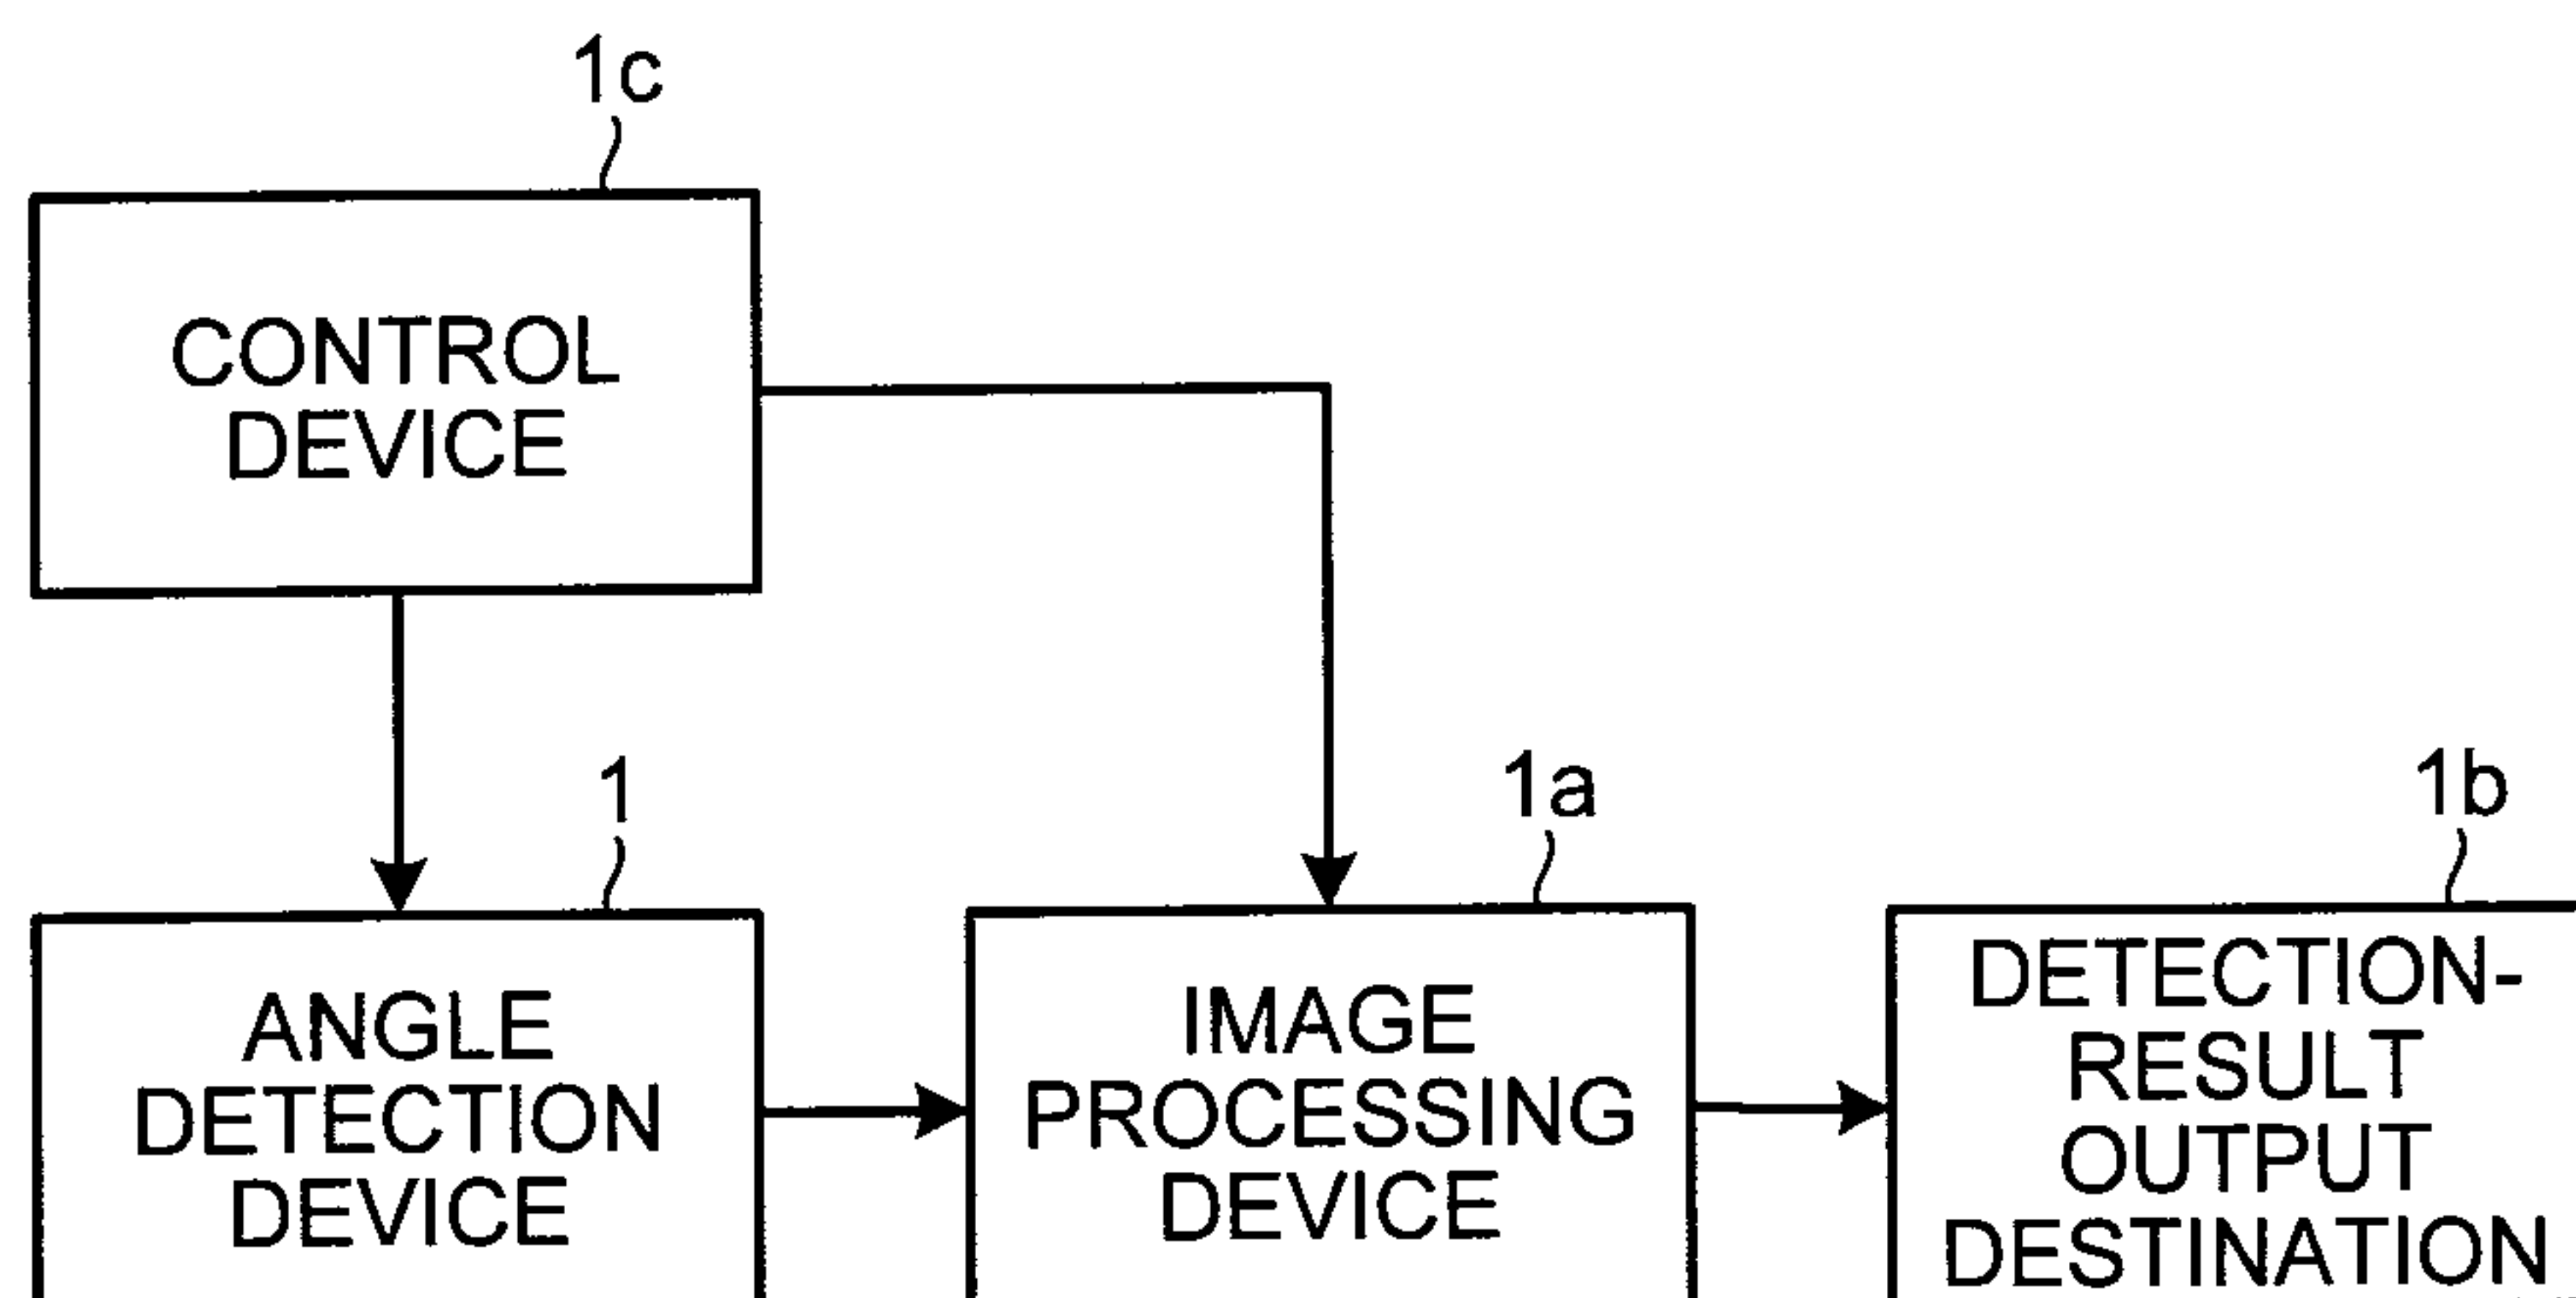 1c
CONTROL
DEVICE
1
ANGLE
DETECTION
DEVICE
1a
IMAGE
PROCESSING
DEVICE
1b
DETECTION-
RESULT
OUTPUT
DESTINATION